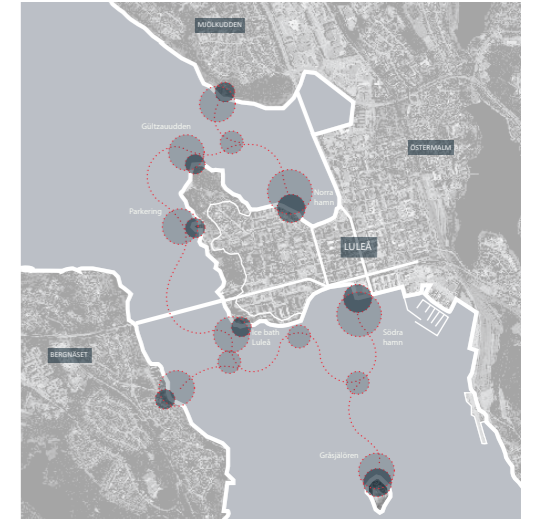 MJÖLKUDDEN
Gültzauudden
ÖSTERMALM
Norra
hamn
Parkering
LULEÅ
Ice bath
Luleå
Södra
hamn
BERGNÄSET
Gråsjälören